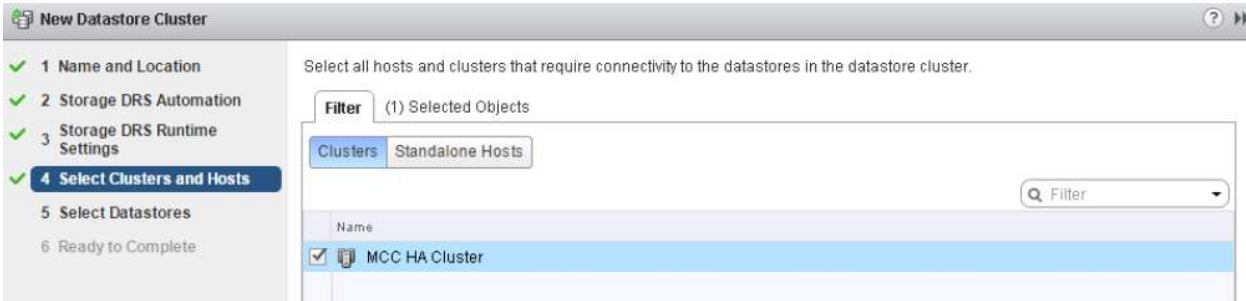 New Datastore Cluster
?
1 Name and Location
2 Storage DRS Automation
3 Storage DRS Runtime
Settings
4 Select Clusters and Hosts
5 Select Datastores
6 Ready to Complete
Select all hosts and clusters that require connectivity to the datastores in the datastore cluster.
Filter (1) Selected Objects
Clusters Standalone Hosts
Filter
Name
MCC HA Cluster